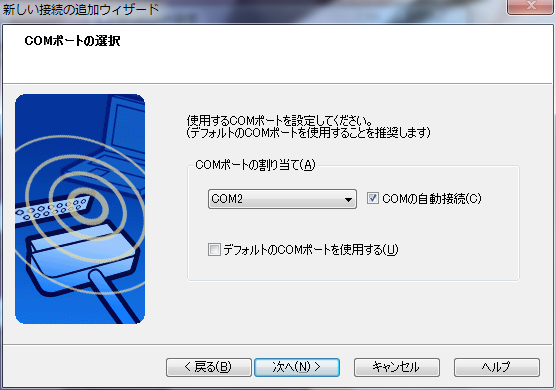 新しい接続の追加ウィザード
COMポートの選択
使用するCOMポートを設定してください。
(デフォルトのCOMポートを使用することを推奨します)
COMポートの割り当て(A)
COM2
COMの自動接続(C)
デフォルトのCOMポートを使用する(U)
< 戻る(B)
次へ(N) >
キャンセル
ヘルプ